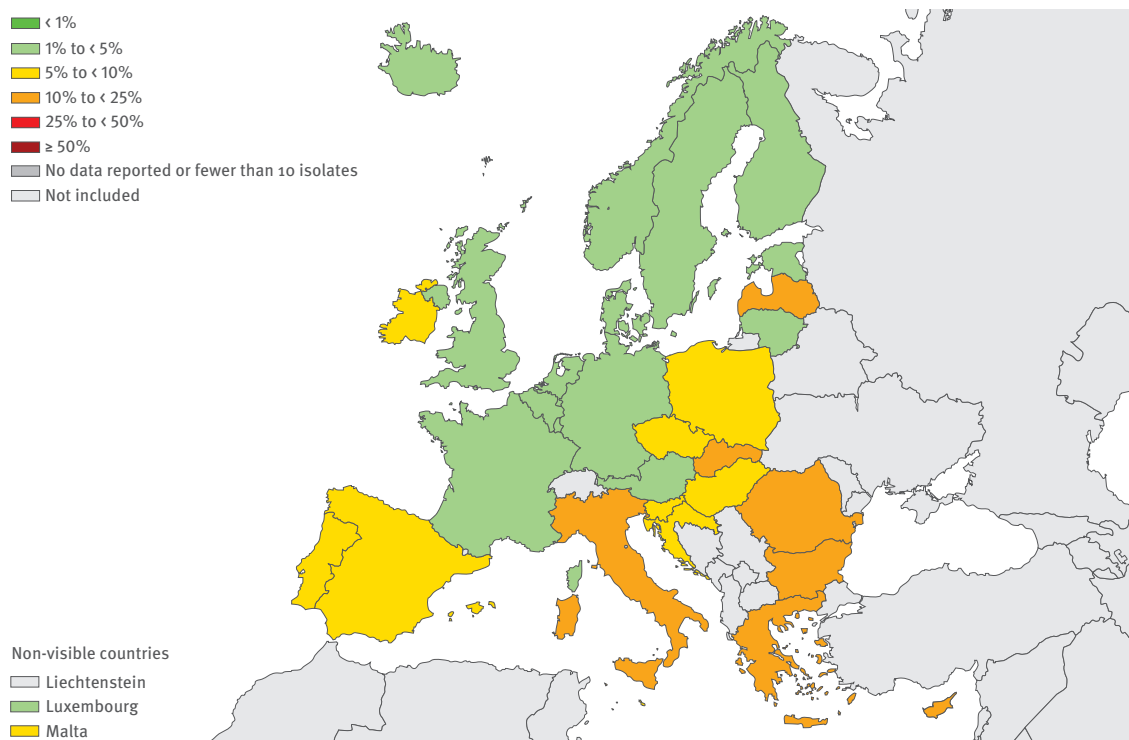 < 1%
1% to < 5%
5% to < 10%
10% to < 25%
25% to < 50%
≥ 50%
No data reported or fewer than 10 isolates
Not included
Non-visible countries
Liechtenstein
Luxembourg
Malta